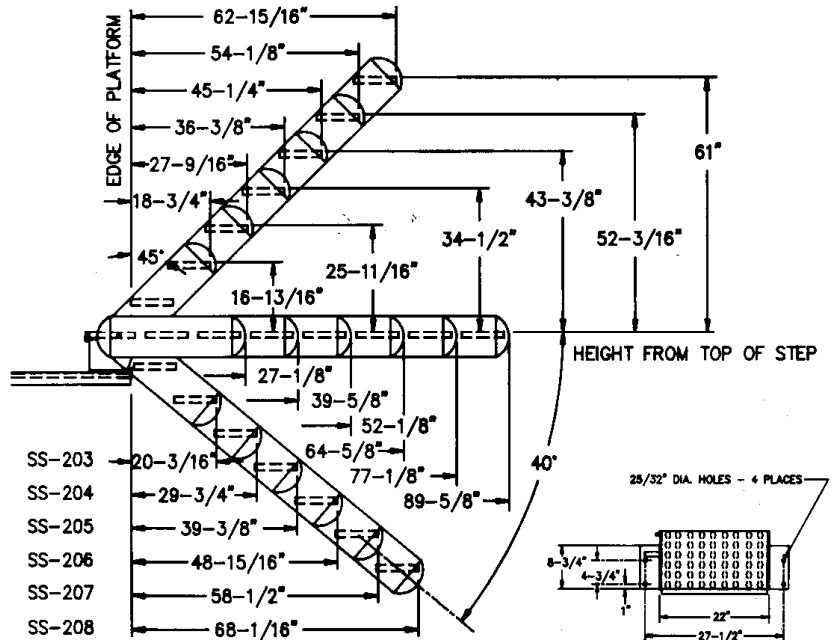 62-15/16"
54-1/8"
45-1/4"
36-3/8"
27-9/16"
18-3/4"
EDGE OF PLATFORM
45°
16-13/16"
25-11/16"
34-1/2"
43-3/8"
52-3/16"
61"
HEIGHT FROM TOP OF STEP
27-1/8"
39-5/8"
52-1/8"
64-5/8"
77-1/8"
89-5/8"
40°
SS-203 20-3/16"
SS-204 29-3/4"
SS-205 39-3/8"
SS-206 48-15/16"
SS-207 58-1/2"
SS-208 68-1/16"
25/32" DIA. HOLES - 4 PLACES
8-3/4"
4-3/4"
1"
22"
27-1/2"